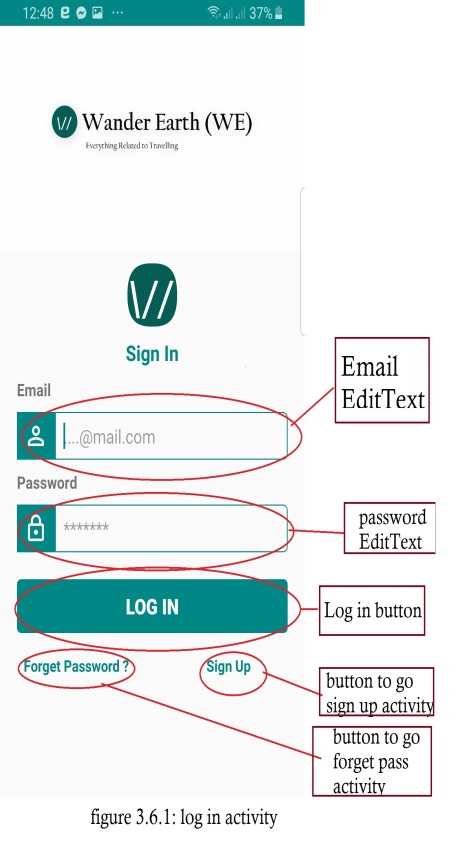 12:48 37%
Wander Earth (WE)
Everything Related to Travelling
Sign In
Email
....@mail.com
Email
EditText
Password
*******
password
EditText
LOG IN
Log in button
Forget Password ?
Sign Up
button to go
sign up activity
button to go
forget pass
activity
figure 3.6.1: log in activity